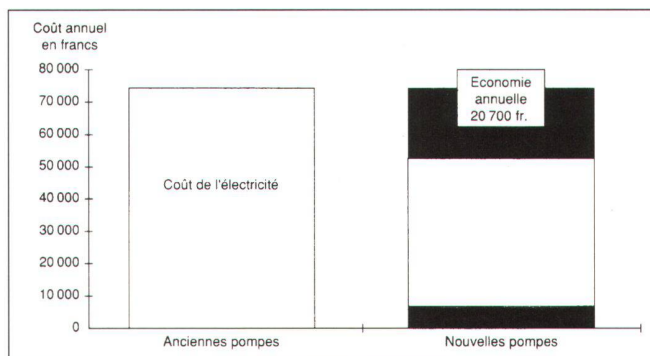 Coût annuel
en francs
80 000
70 000
60 000
50 000
40 000
30 000
20 000
10 000
0
Coût de l'électricité
Economie
annuelle
20 700 fr.
Anciennes pompes
Nouvelles pompes